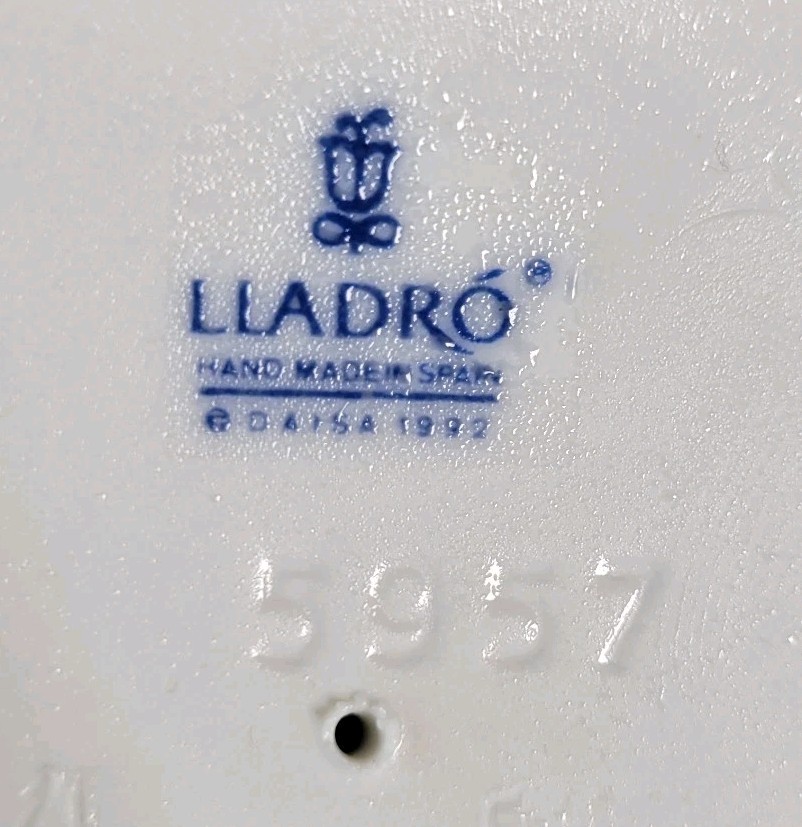 LLADRÓ®
HAND MADE IN SPAIN
© DAISA 1992
5957